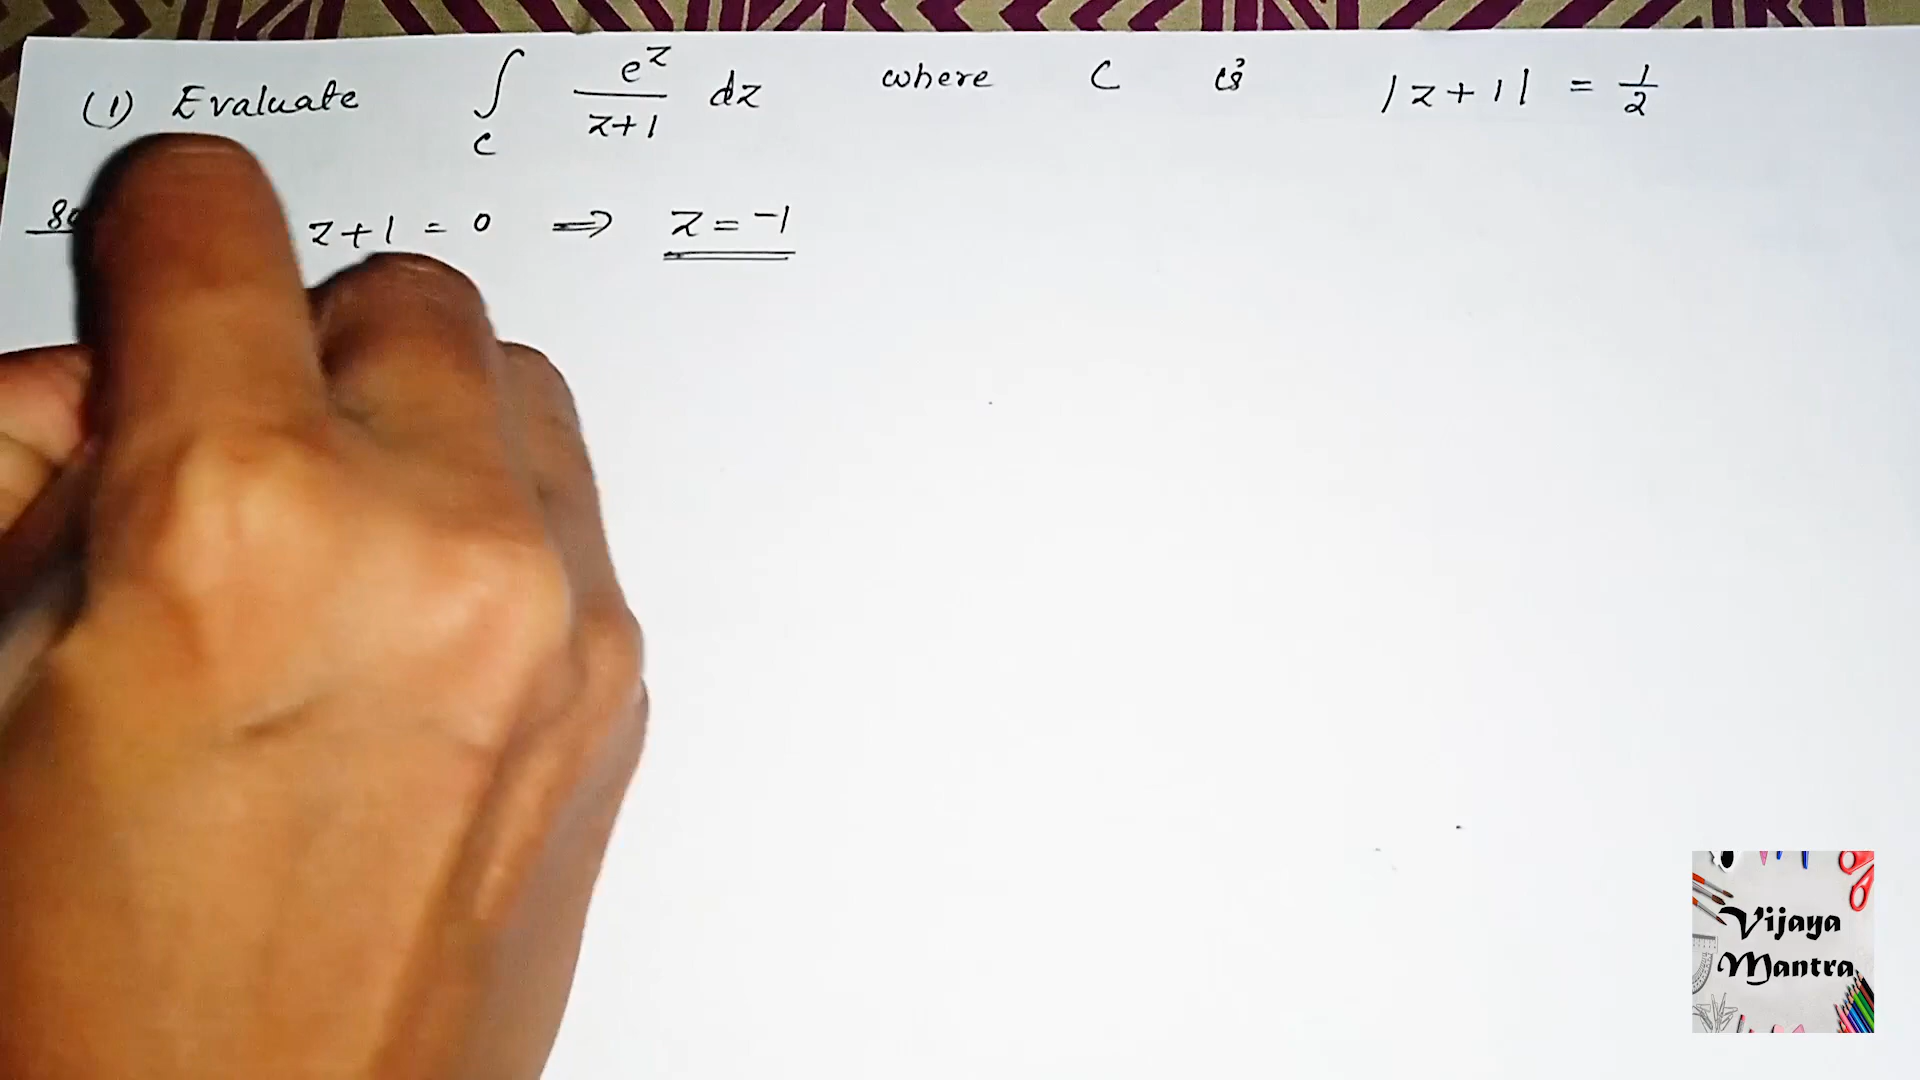 (1) Evaluate ∫_C e^z/(z+1) dz where C is |z+1| = 1/2
z+1 = 0 ⇒ z = -1
Vijaya
Mantra